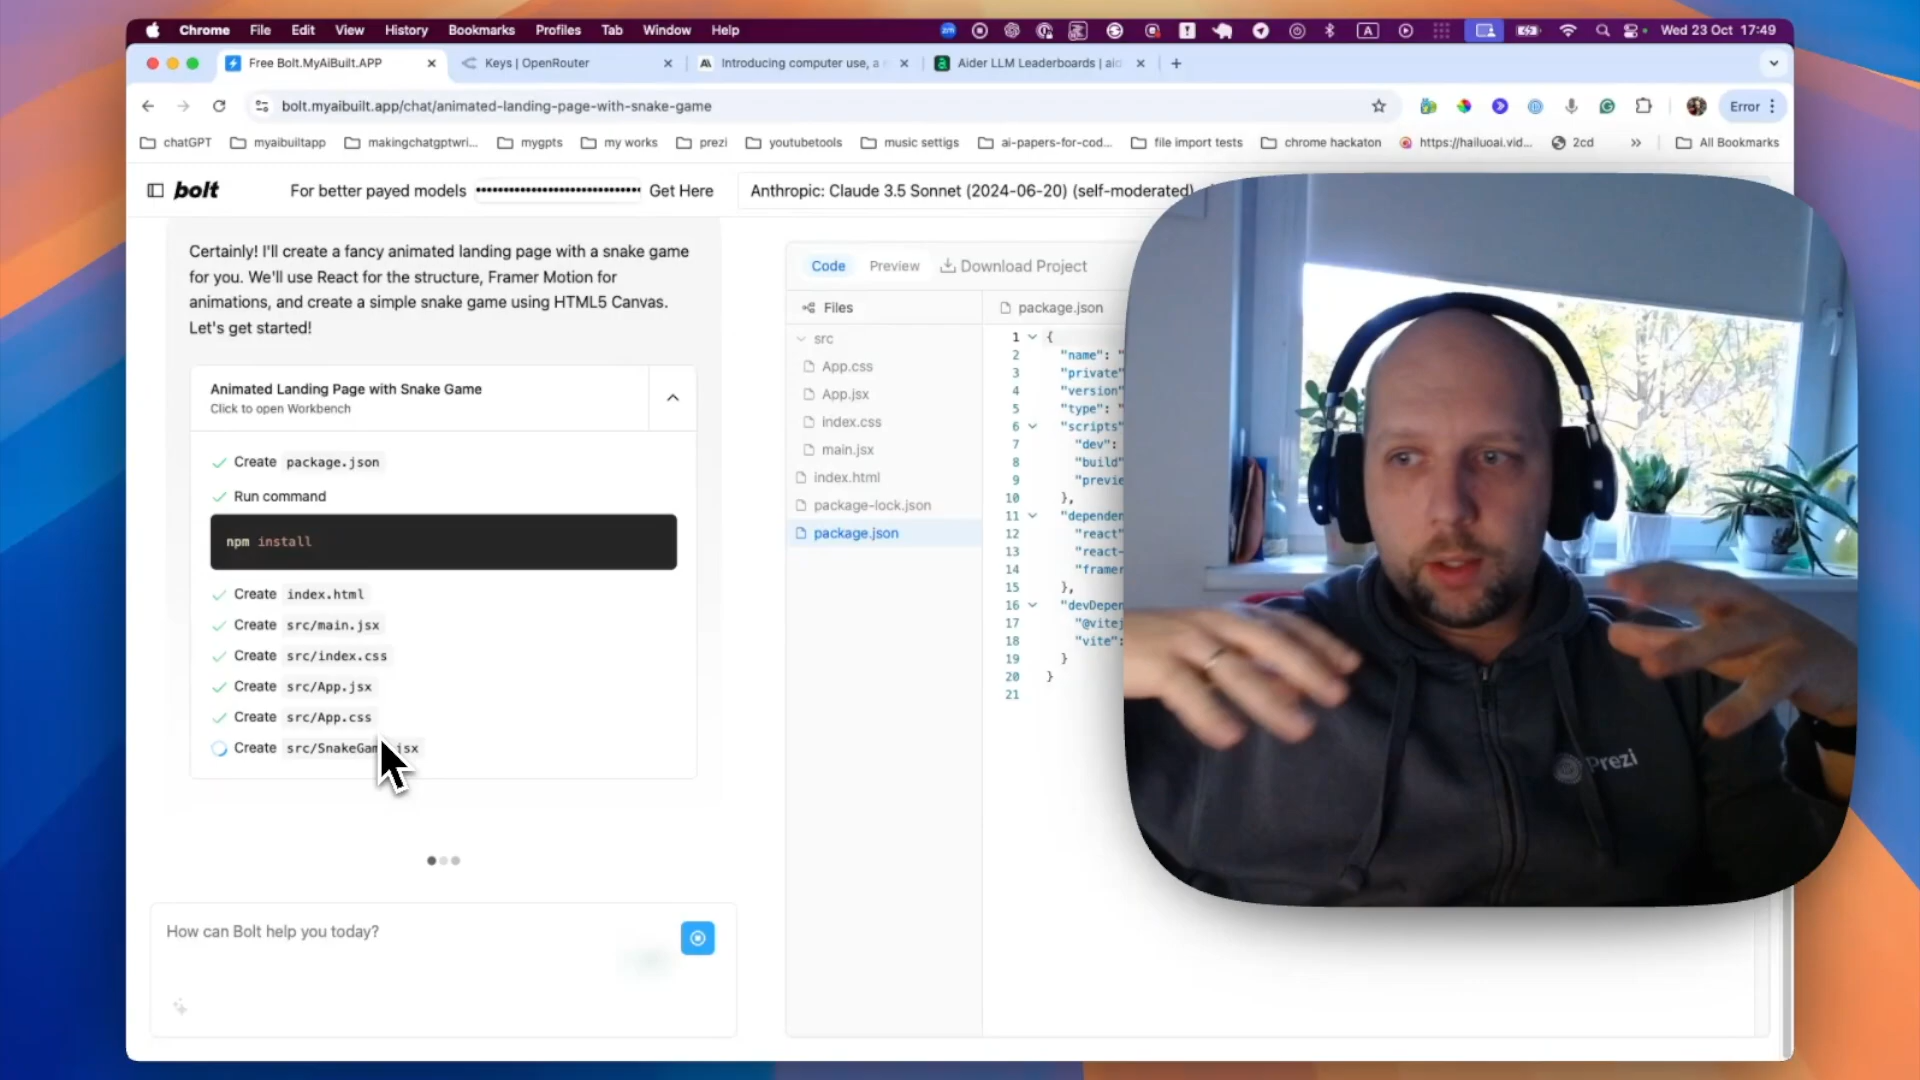 Chrome File Edit View History Bookmarks Profiles Tab Window Help
Wed 23 Oct 17:49
Free Bolt.MyAiBuilt.APP
Keys | OpenRouter
Introducing computer use, a
Aider LLM Leaderboards | aid
bolt.myaibuilt.app/chat/animated-landing-page-with-snake-game
Error
chatGPT
myaibuiltapp
makingchatgptwri...
mygpts
my works
prezi
youtubetools
music settigs
ai-papers-for-cod...
file import tests
chrome hackaton
https://hailuoai.vid...
2cd
All Bookmarks
bolt
For better payed models
Get Here
Anthropic: Claude 3.5 Sonnet (2024-06-20) (self-moderated)
Certainly! I'll create a fancy animated landing page with a snake game
for you. We'll use React for the structure, Framer Motion for
animations, and create a simple snake game using HTML5 Canvas.
Let's get started!
Animated Landing Page with Snake Game
Click to open Workbench
Create package.json
Run command
npm install
Create index.html
Create src/main.jsx
Create src/index.css
Create src/App.jsx
Create src/App.css
Create
How can Bolt help you today?
Code
Preview
Download Project
Files
src
App.css
App.jsx
index.css
main.jsx
index.html
package-lock.json
package.json
package.json
1 {
2 "name": "
3 "private"
4 "version"
5 "type": "
6 "scripts"
7 "dev":
8 "build"
9 "previe
10 },
11 "dependen
12 "react"
13 "react-
14 "framer
15 },
16 "devDepen
17 "@vitej
18 "vite":
19 }
20 }
21
Prezi